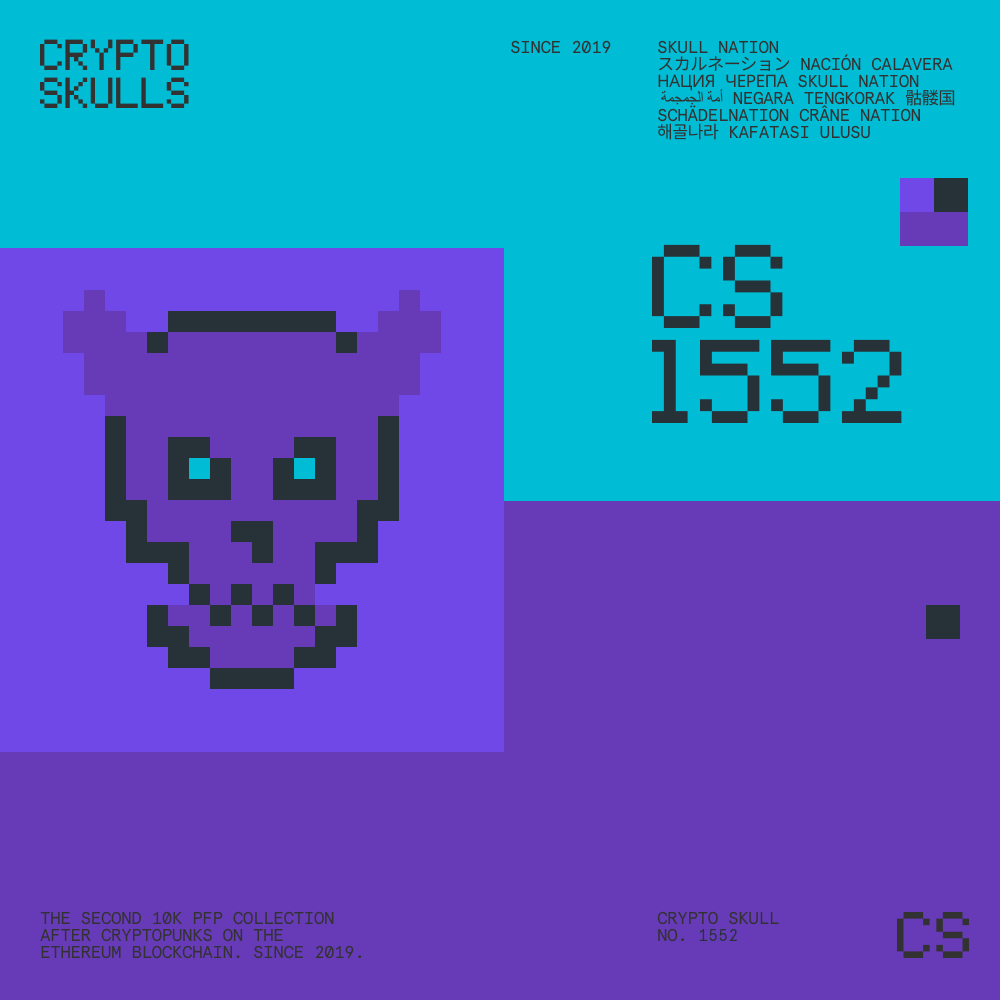 CRYPTO
SKULLS
SINCE 2019
SKULL NATION
スカルネーション NACIÓN CALAVERA
НАЦИЯ ЧЕРЕПА SKULL NATION
أمة الجمجمة NEGARA TENGKORAK 骷髅国
SCHÄDELNATION CRÂNE NATION
해골나라 KAFATASI ULUSU
CS
1552
THE SECOND 10K PFP COLLECTION
AFTER CRYPTOPUNKS ON THE
ETHEREUM BLOCKCHAIN. SINCE 2019.
CRYPTO SKULL
NO. 1552
CS